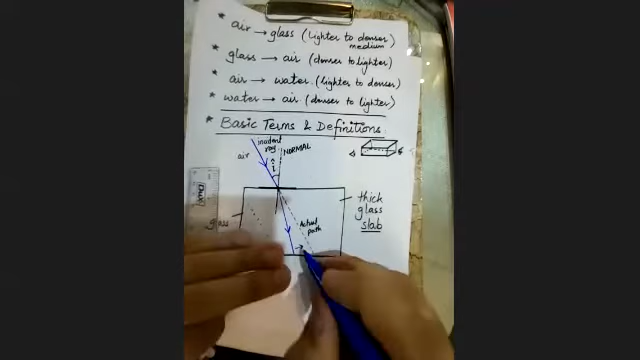 * air → glass (lighter to denser medium)
* glass → air (denser to lighter)
* air → water (lighter to denser)
* water → air (denser to lighter)
* Basic Terms & Definitions
incident ray
NORMAL
air
î
thick glass slab
glass
Actual path
r